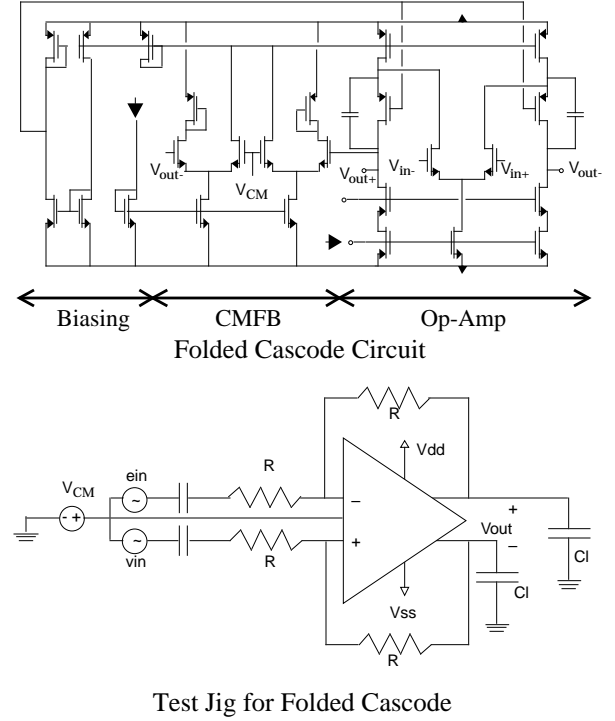 Vout-
VCM
Vout+
Vin-
Vin+
Vout-
Biasing
CMFB
Op-Amp
Folded Cascode Circuit
R
Vdd
ein
R
VCM
~
- +
−
+
~
vin
+
Vout
−
R
Cl
Cl
Vss
R
Test Jig for Folded Cascode